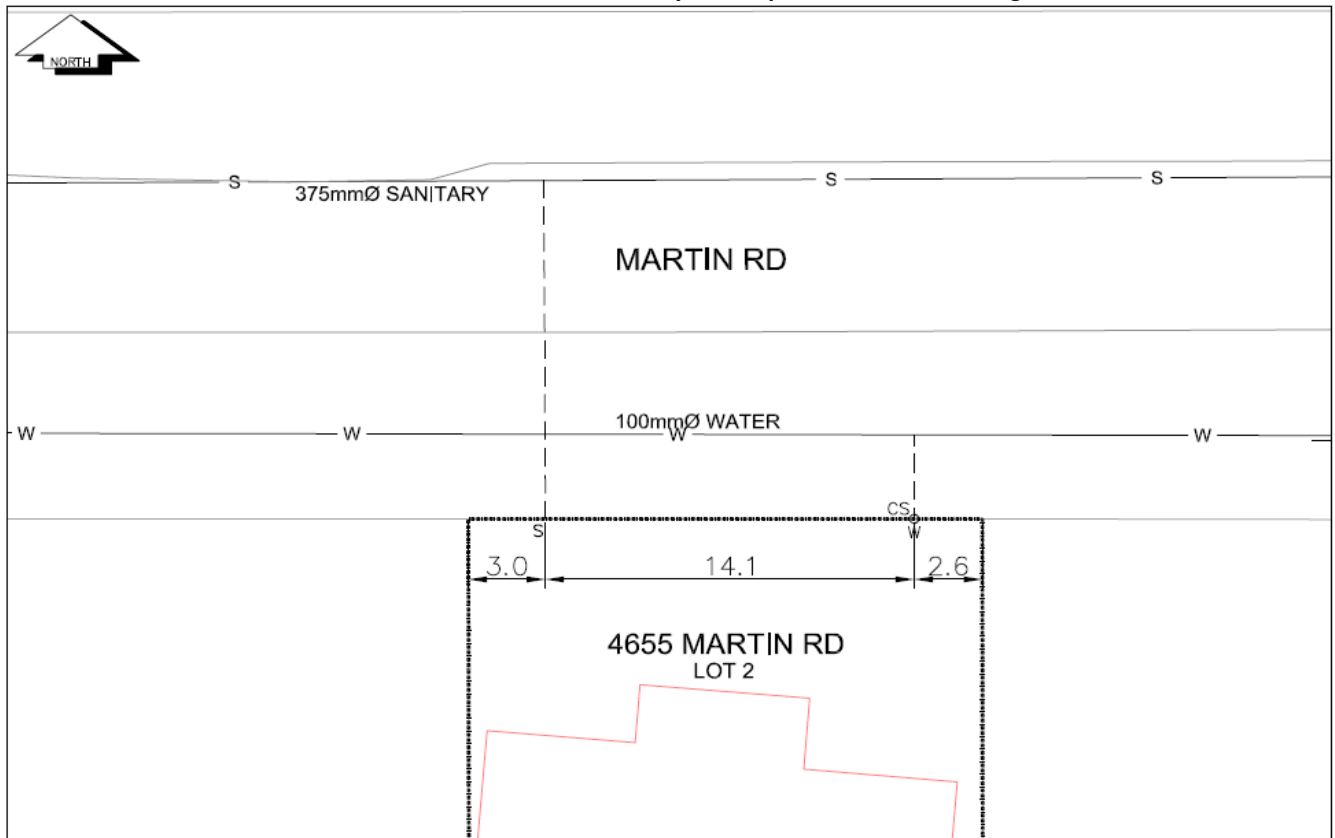 NORTH
S
S
S
375mmØ SANITARY
MARTIN RD
100mmØ WATER
W
W
W
W
CS
S
W
3.0
14.1
2.6
4655 MARTIN RD
LOT 2